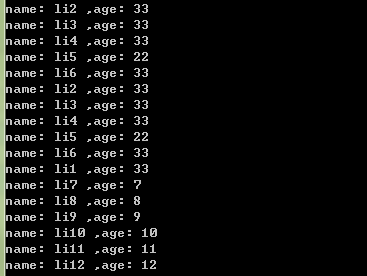 name: li2 ,age: 33
name: li3 ,age: 33
name: li4 ,age: 33
name: li5 ,age: 22
name: li6 ,age: 33
name: li2 ,age: 33
name: li3 ,age: 33
name: li4 ,age: 33
name: li5 ,age: 22
name: li6 ,age: 33
name: li1 ,age: 33
name: li7 ,age: 7
name: li8 ,age: 8
name: li9 ,age: 9
name: li10 ,age: 10
name: li11 ,age: 11
name: li12 ,age: 12